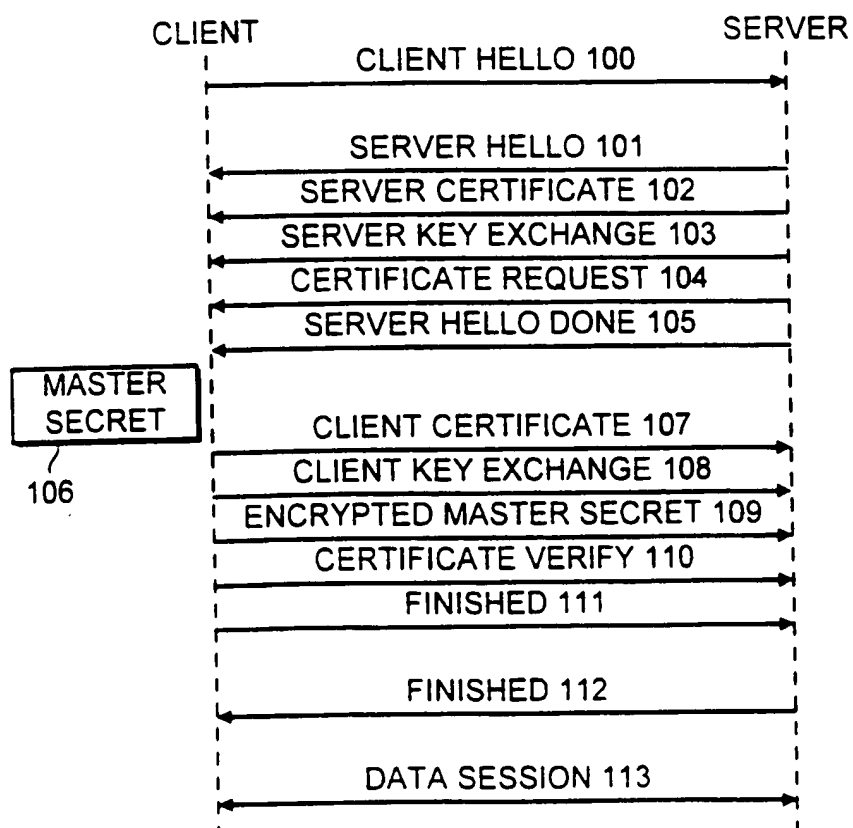 CLIENT
SERVER
CLIENT HELLO 100
SERVER HELLO 101
SERVER CERTIFICATE 102
SERVER KEY EXCHANGE 103
CERTIFICATE REQUEST 104
SERVER HELLO DONE 105
MASTER
SECRET
106
CLIENT CERTIFICATE 107
CLIENT KEY EXCHANGE 108
ENCRYPTED MASTER SECRET 109
CERTIFICATE VERIFY 110
FINISHED 111
FINISHED 112
DATA SESSION 113